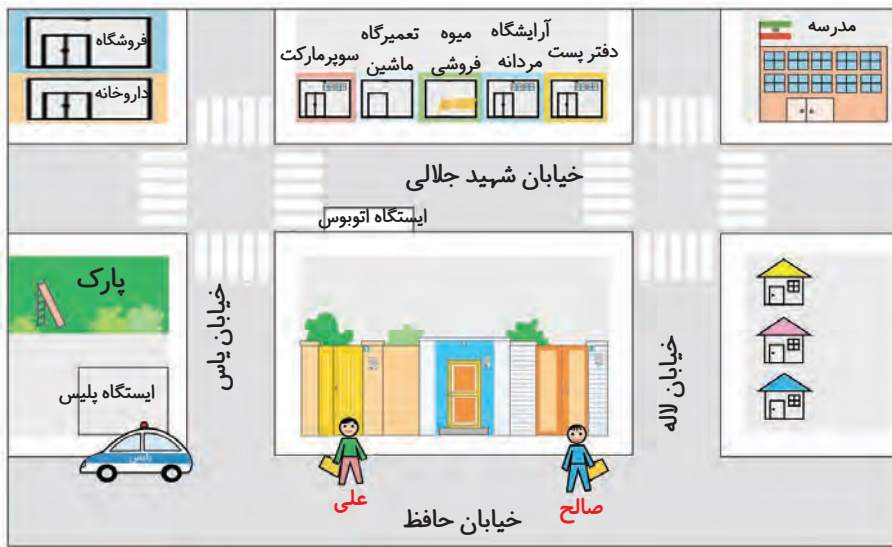 مدرسه
دفتر پست
آرایشگاه
مردانه
میوه
فروشی
تعمیرگاه
ماشین
سوپرمارکت
فروشگاه
داروخانه
خیابان شهید جلالی
ایستگاه اتوبوس
پارک
خیابان یاس
خیابان لاله
ایستگاه پلیس
پلیس
علی
صالح
خیابان حافظ